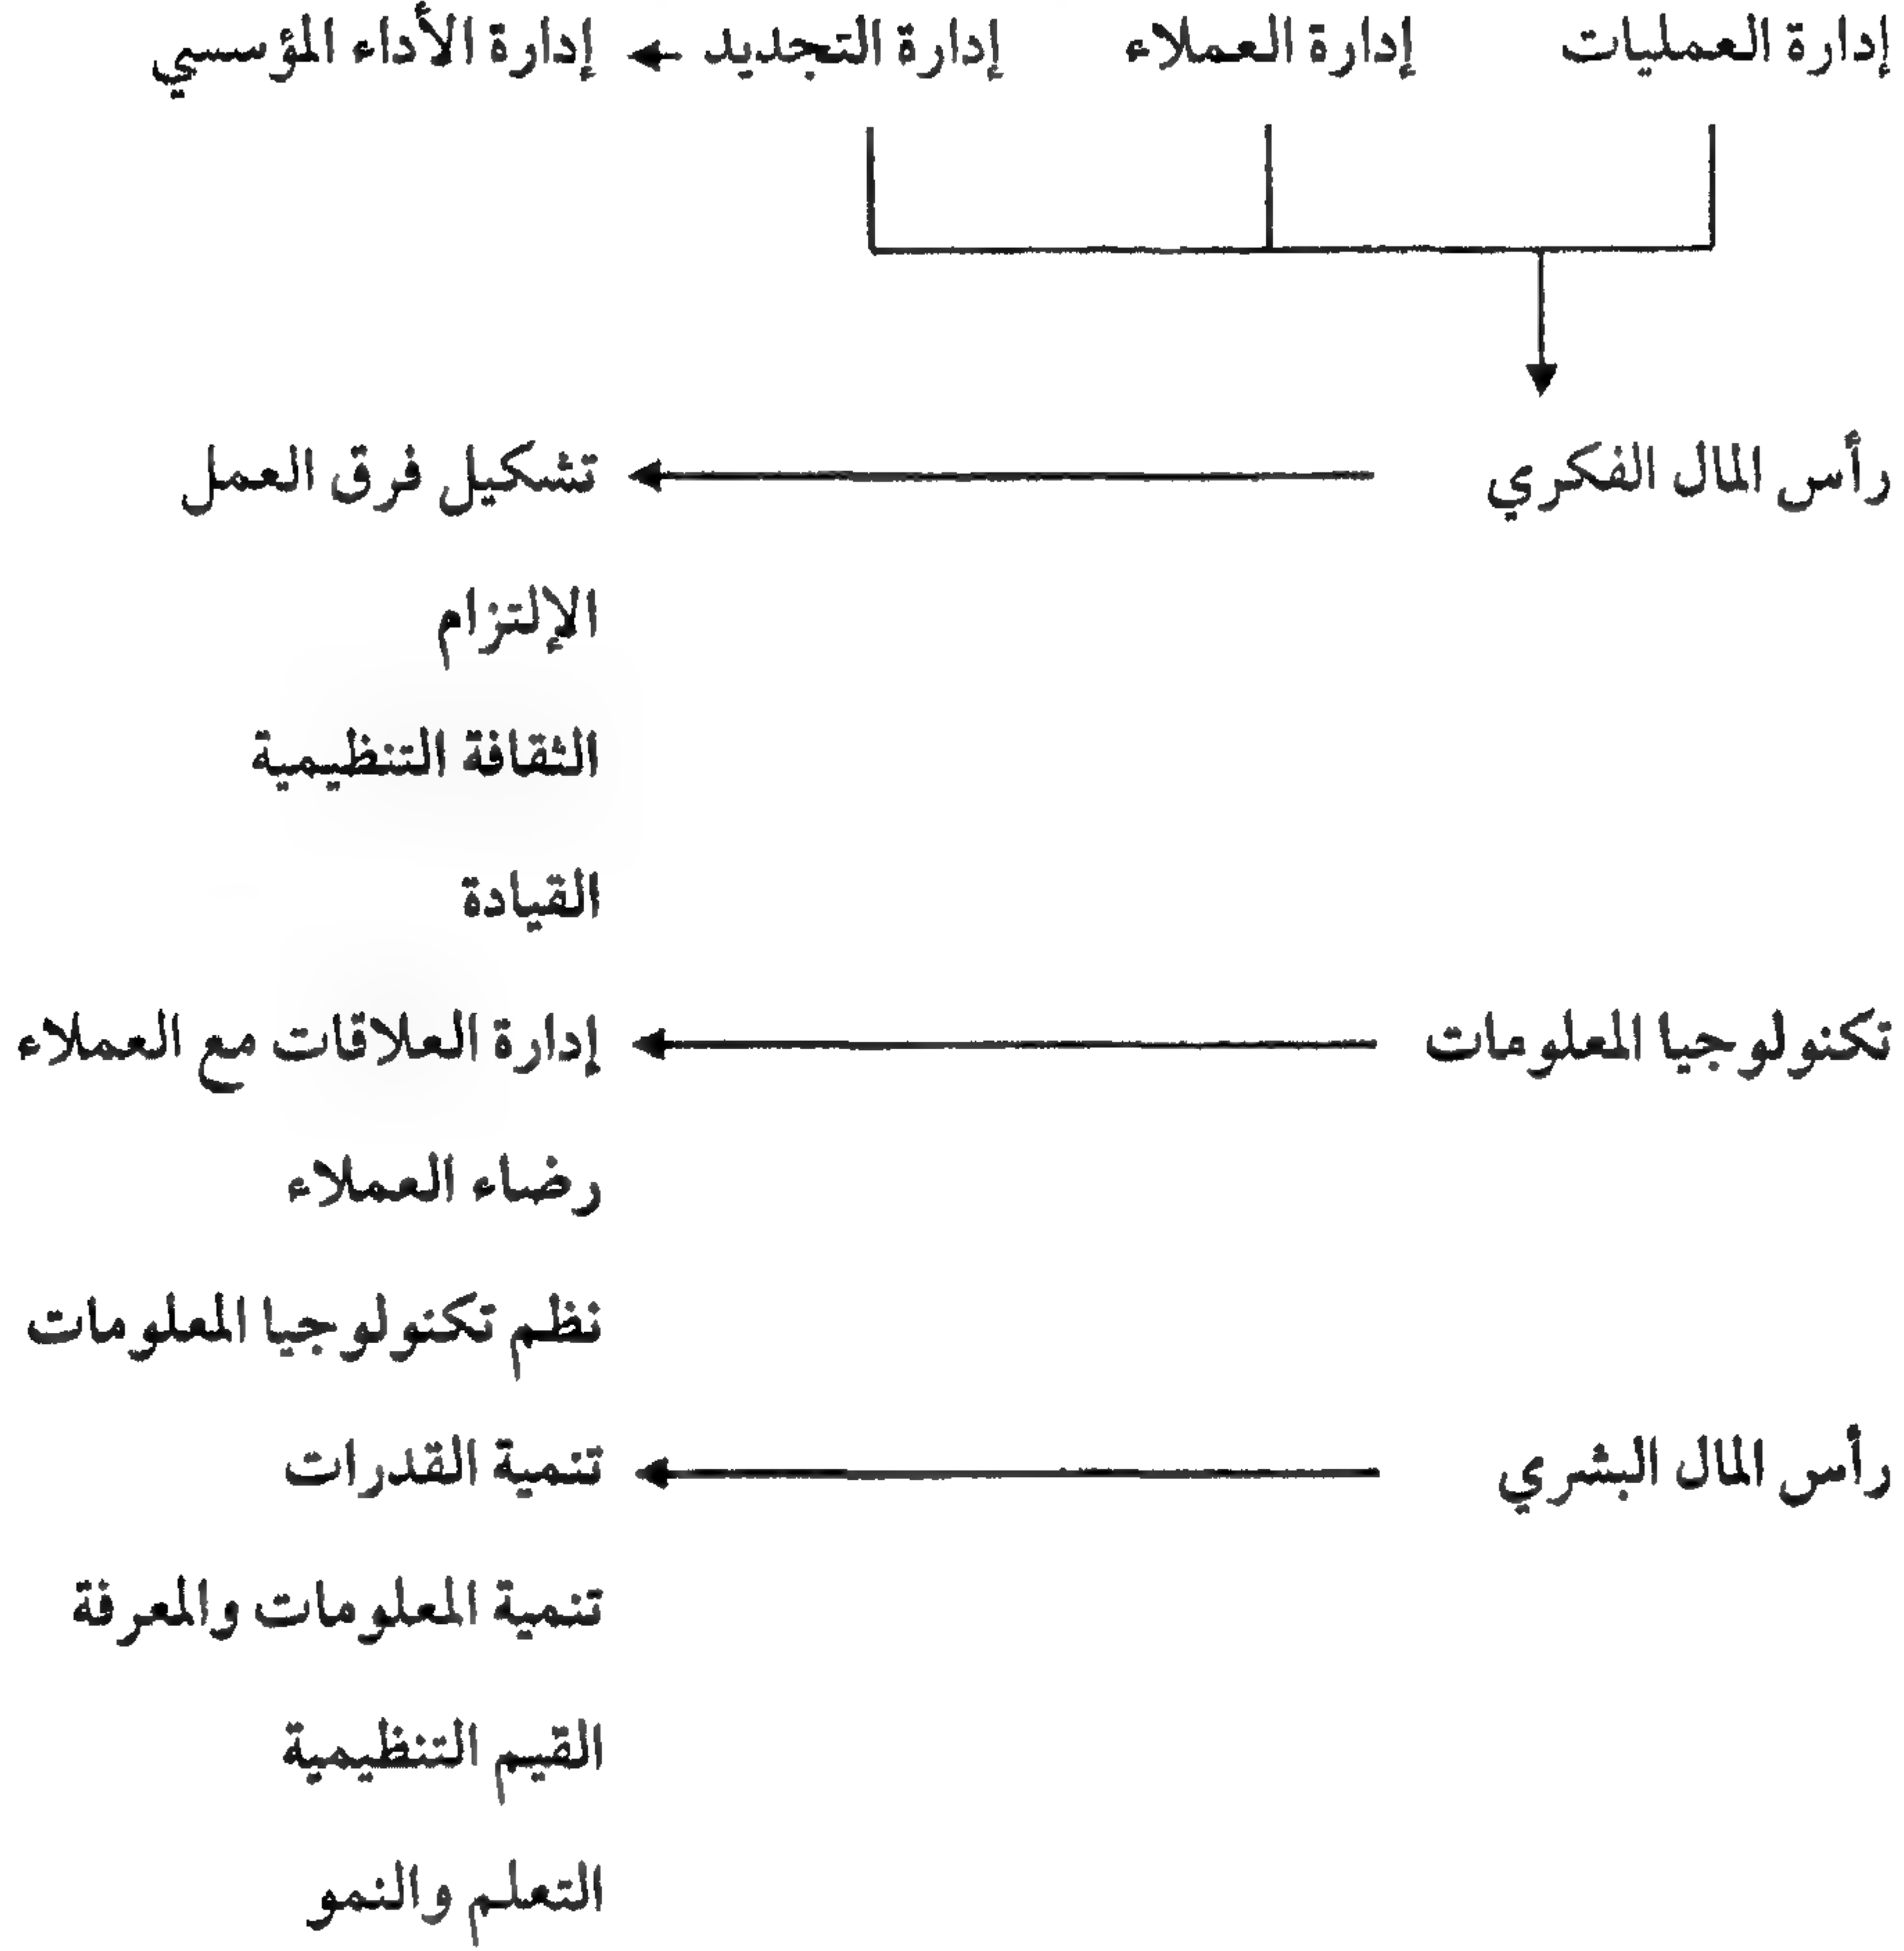 إدارة العمليات إدارة العملاء إدارة التجديد إدارة الأداء المؤسسي
رأس المال الفكري تشكيل فرق العمل
الإلتزام
الثقافة التنظيمية
القيادة
تكنولوجيا المعلومات إدارة العلاقات مع العملاء
رضاء العملاء
نظم تكنولوجيا المعلومات
رأس المال البشري تنمية القدرات
تنمية المعلومات والمعرفة
القيم التنظيمية
التعلم والنمو